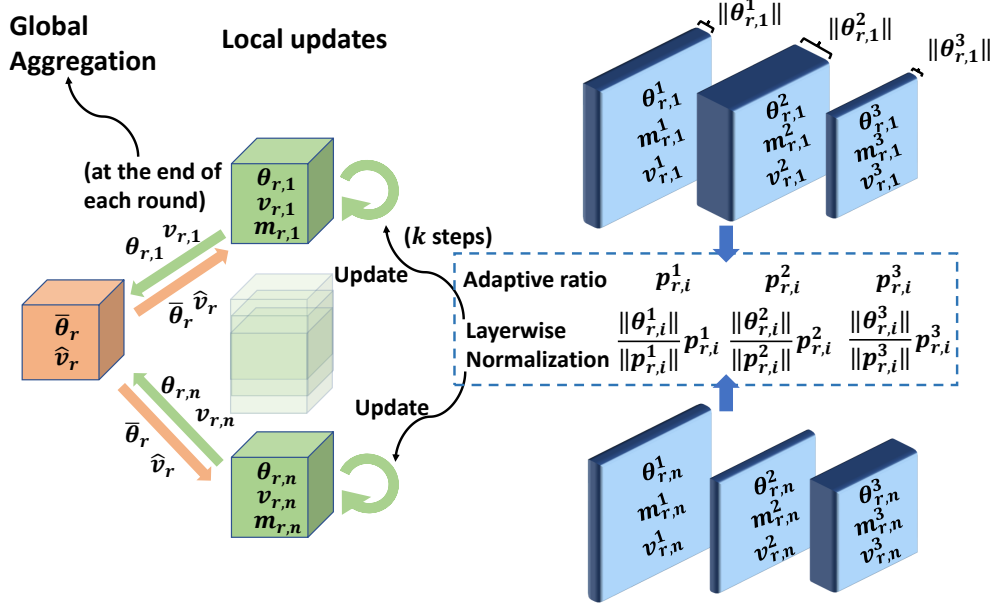 Global
Aggregation
Local updates
(at the end of
each round)
θ_{r,1}
v_{r,1}
m_{r,1}
θ_{r,1} v_{r,1}
θ̄_r v̂_r
θ̄_r
v̂_r
θ_{r,n}
v_{r,n}
θ̄_r
v̂_r
θ_{r,n}
v_{r,n}
m_{r,n}
(k steps)
Update
Update
‖θ^1_{r,1}‖
‖θ^2_{r,1}‖
‖θ^3_{r,1}‖
θ^1_{r,1}
m^1_{r,1}
v^1_{r,1}
θ^2_{r,1}
m^2_{r,1}
v^2_{r,1}
θ^3_{r,1}
m^3_{r,1}
v^3_{r,1}
Adaptive ratio p^1_{r,i} p^2_{r,i} p^3_{r,i}
Layerwise
Normalization
‖θ^1_{r,i}‖/‖p^1_{r,i}‖ p^1_{r,i} ‖θ^2_{r,i}‖/‖p^2_{r,i}‖ p^2_{r,i} ‖θ^3_{r,i}‖/‖p^3_{r,i}‖ p^3_{r,i}
θ^1_{r,n}
m^1_{r,n}
v^1_{r,n}
θ^2_{r,n}
m^2_{r,n}
v^2_{r,n}
θ^3_{r,n}
m^3_{r,n}
v^3_{r,n}